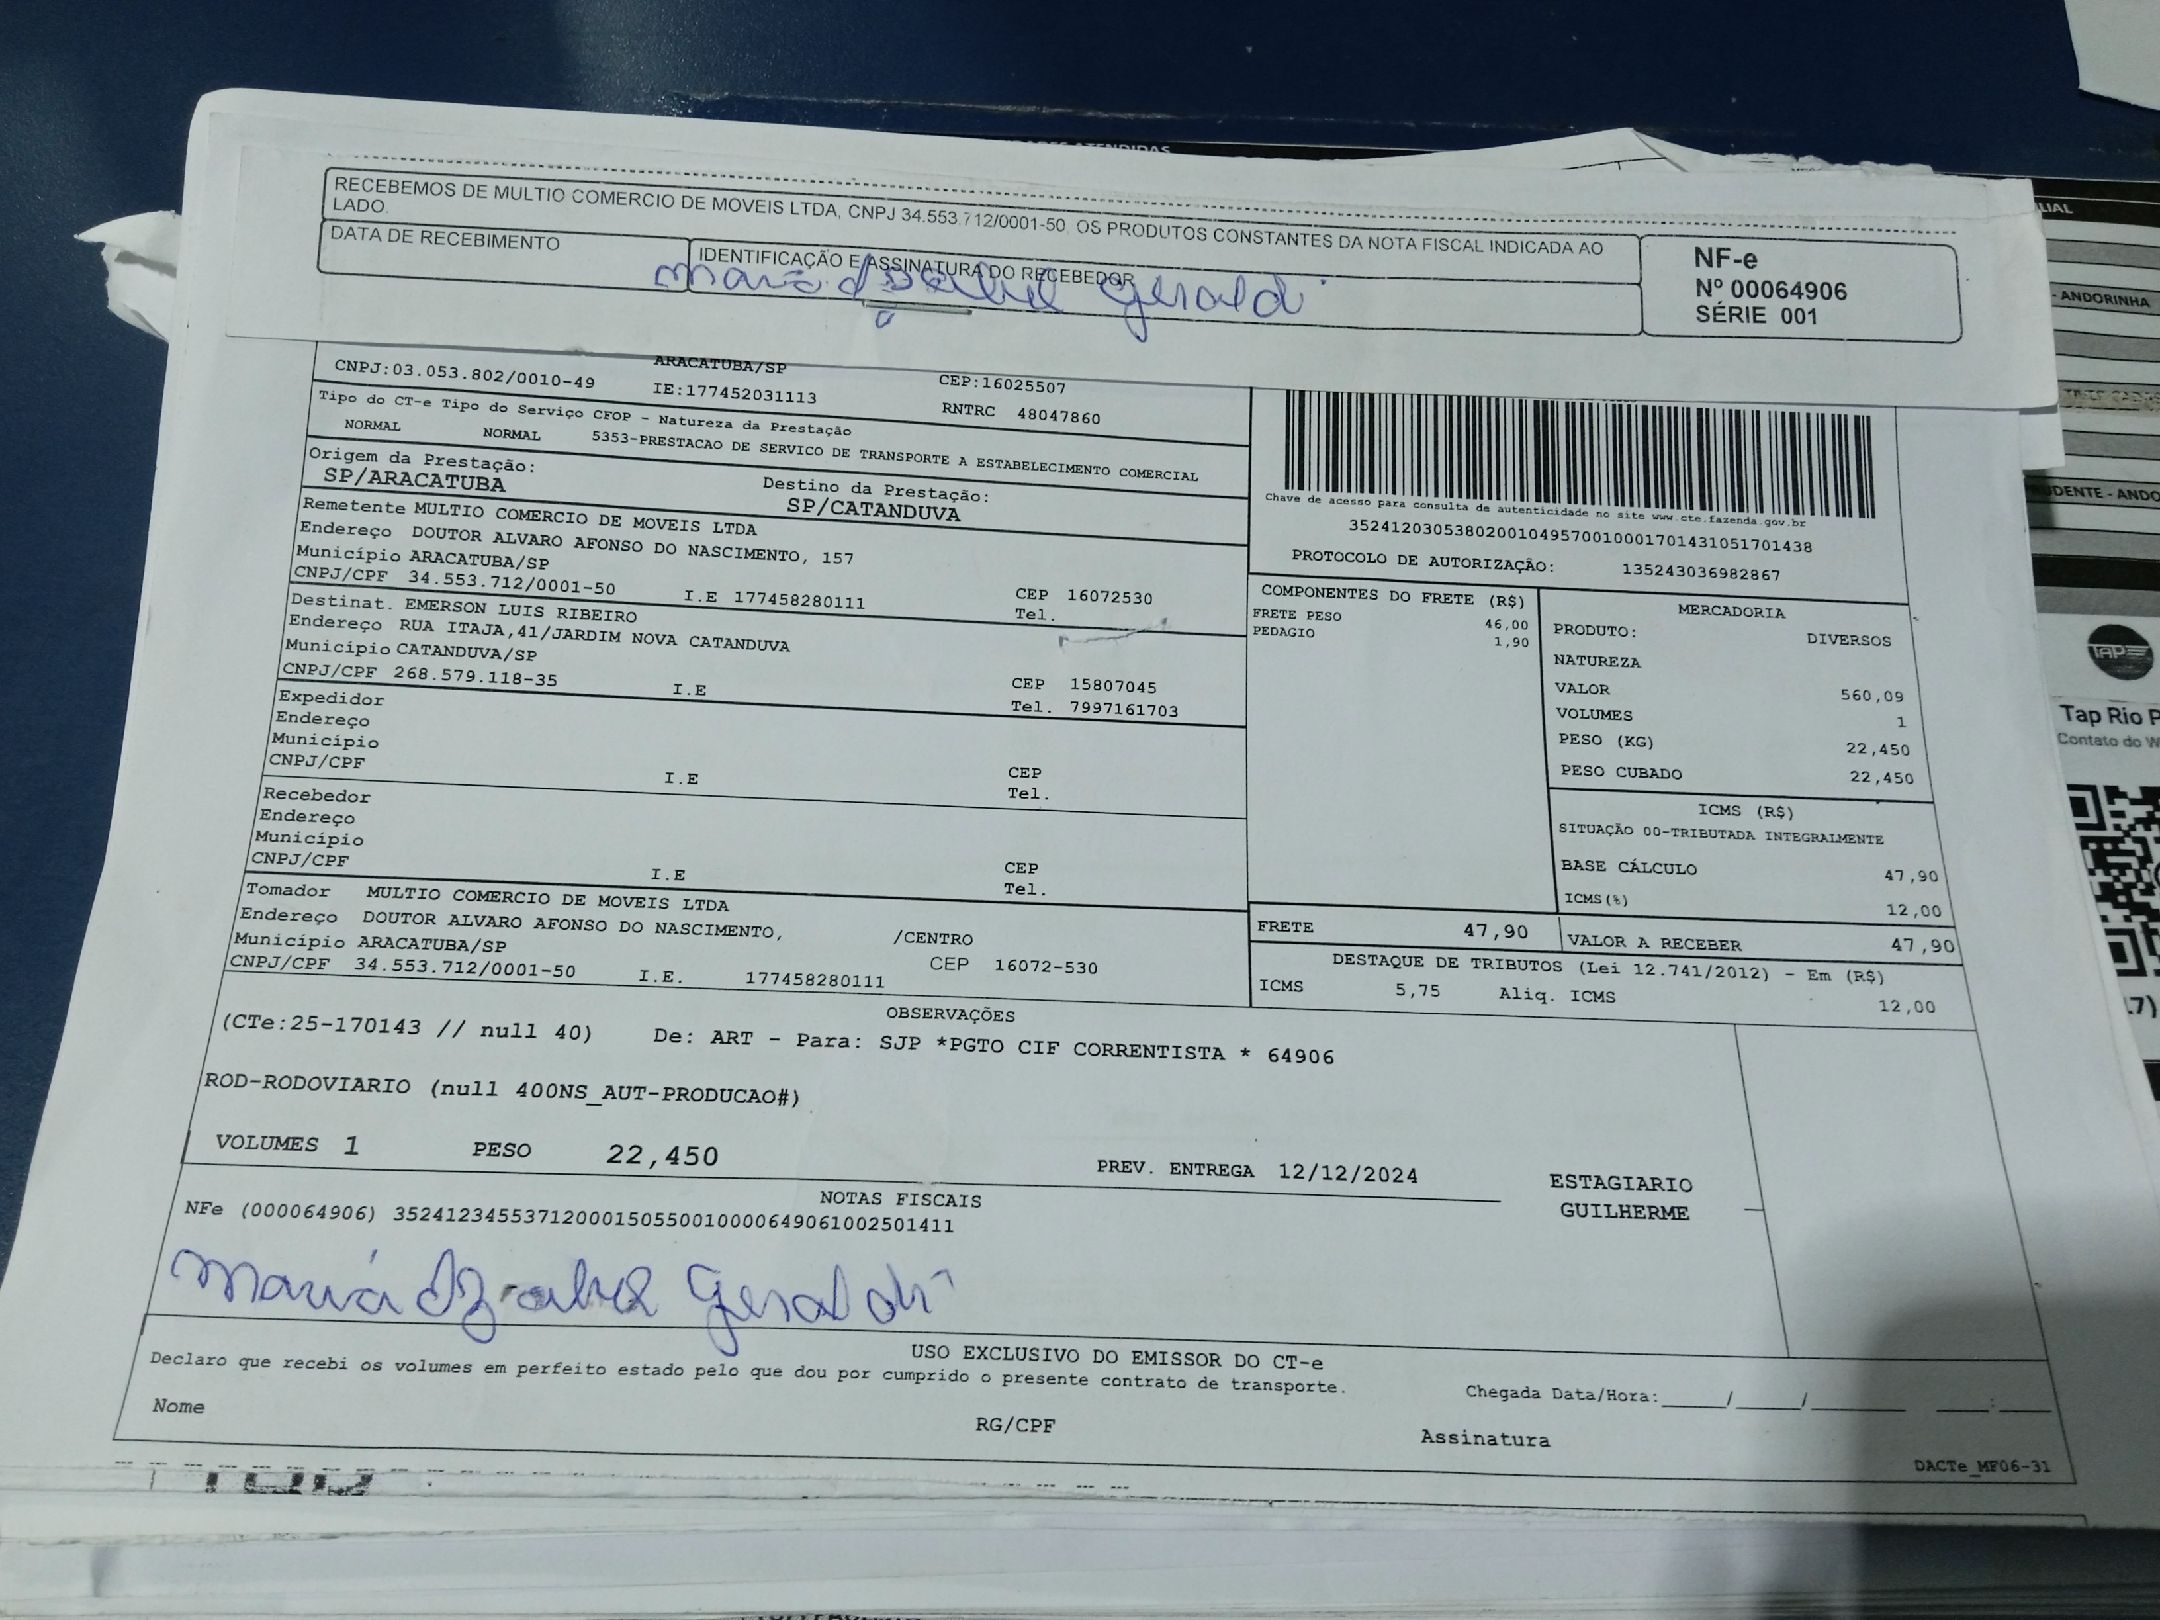 RECEBEMOS DE MULTIO COMERCIO DE MOVEIS LTDA, CNPJ 34.553.712/0001-50, OS PRODUTOS CONSTANTES DA NOTA FISCAL INDICADA AO
LADO.
DATA DE RECEBIMENTO
IDENTIFICAÇÃO E ASSINATURA DO RECEBEDOR
Geraldi
NF-e
Nº 00064906
SÉRIE 001
ARACATUBA/SP
CNPJ:03.053.802/0010-49 IE:177452031113
CEP:16025507
RNTRC 48047860
Tipo do CT-e Tipo do Serviço CFOP - Natureza da Prestação
NORMAL NORMAL 5353-PRESTACAO DE SERVICO DE TRANSPORTE A ESTABELECIMENTO COMERCIAL
Origem da Prestação: Destino da Prestação:
SP/ARACATUBA SP/CATANDUVA
Remetente MULTIO COMERCIO DE MOVEIS LTDA
Endereço DOUTOR ALVARO AFONSO DO NASCIMENTO, 157
Município ARACATUBA/SP CEP 16072530
CNPJ/CPF 34.553.712/0001-50 I.E 177458280111 Tel.
Destinat. EMERSON LUIS RIBEIRO
Endereço RUA ITAJA,41/JARDIM NOVA CATANDUVA
Município CATANDUVA/SP CEP 15807045
CNPJ/CPF 268.579.118-35 I.E Tel. 7997161703
Expedidor
Endereço
Município CEP
CNPJ/CPF I.E Tel.
Recebedor
Endereço
Município CEP
CNPJ/CPF I.E Tel.
Tomador MULTIO COMERCIO DE MOVEIS LTDA
Endereço DOUTOR ALVARO AFONSO DO NASCIMENTO, /CENTRO
Município ARACATUBA/SP CEP 16072-530
CNPJ/CPF 34.553.712/0001-50 I.E. 177458280111
Chave de acesso para consulta de autenticidade no site www.cte.fazenda.gov.br
35241203053802001049570010001701431051701438
PROTOCOLO DE AUTORIZAÇÃO: 135243036982867
COMPONENTES DO FRETE (R$)
FRETE PESO 46,00
PEDAGIO 1,90
MERCADORIA
PRODUTO: DIVERSOS
NATUREZA
VALOR 560,09
VOLUMES 1
PESO (KG) 22,450
PESO CUBADO 22,450
ICMS (R$)
SITUAÇÃO 00-TRIBUTADA INTEGRALMENTE
BASE CÁLCULO 47,90
ICMS(%) 12,00
FRETE 47,90 VALOR A RECEBER 47,90
DESTAQUE DE TRIBUTOS (Lei 12.741/2012) - Em (R$)
ICMS 5,75 Aliq. ICMS 12,00
OBSERVAÇÕES
(CTe:25-170143 // null 40) De: ART - Para: SJP *PGTO CIF CORRENTISTA * 64906
ROD-RODOVIARIO (null 400NS_AUT-PRODUCAO#)
VOLUMES 1 PESO 22,450 PREV. ENTREGA 12/12/2024
ESTAGIARIO
GUILHERME
NOTAS FISCAIS
NFe (000064906) 35241234553712000150550010000649061002501411
Maria Izabel Geraldi
USO EXCLUSIVO DO EMISSOR DO CT-e
Declaro que recebi os volumes em perfeito estado pelo que dou por cumprido o presente contrato de transporte.
Chegada Data/Hora:_____/_____/_______ ____:____
Nome RG/CPF Assinatura
DACTe_MF06-31
- ANDORINHA
TAP
Tap Rio P
Contato do W